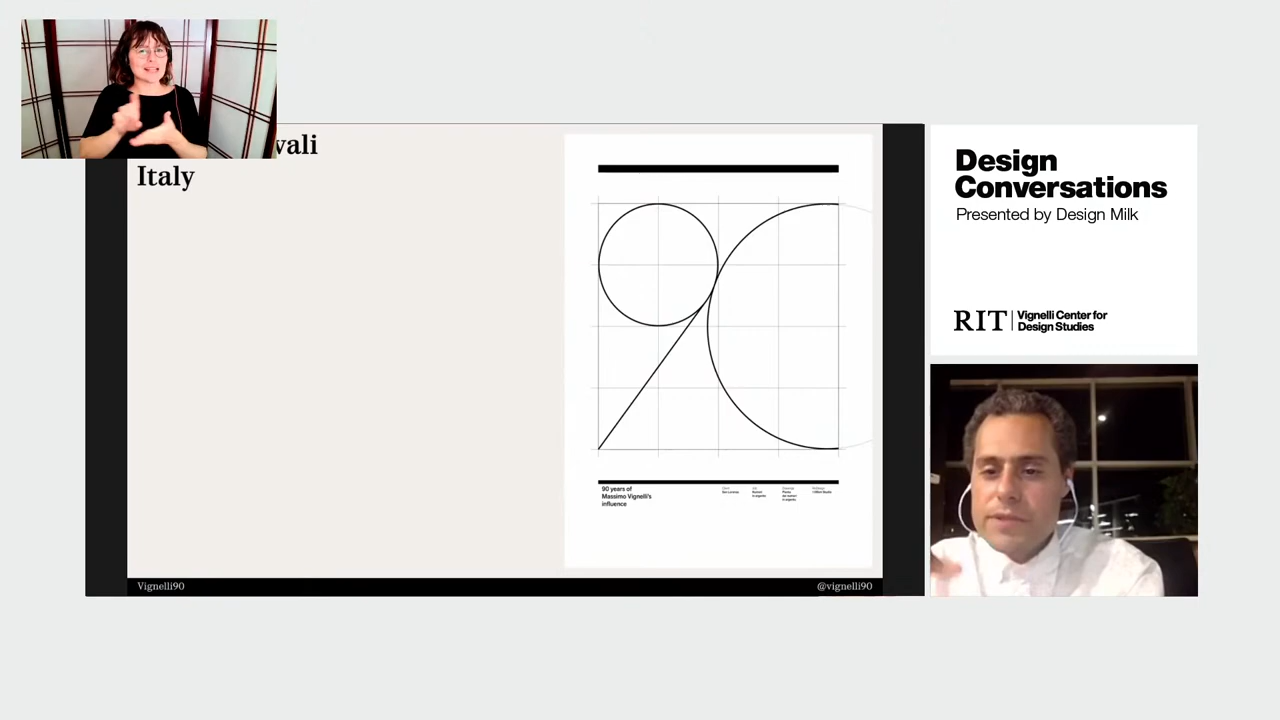 Italy
90 years of
Massimo Vignelli's
influence
Vignelli90
@vignelli90
Design
Conversations
Presented by Design Milk
RIT
Vignelli Center for
Design Studies